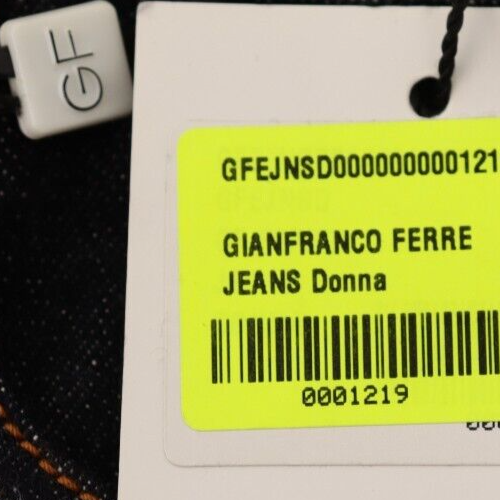 GF
GFEJNSD000000000121
GIANFRANCO FERRE
JEANS Donna
0001219